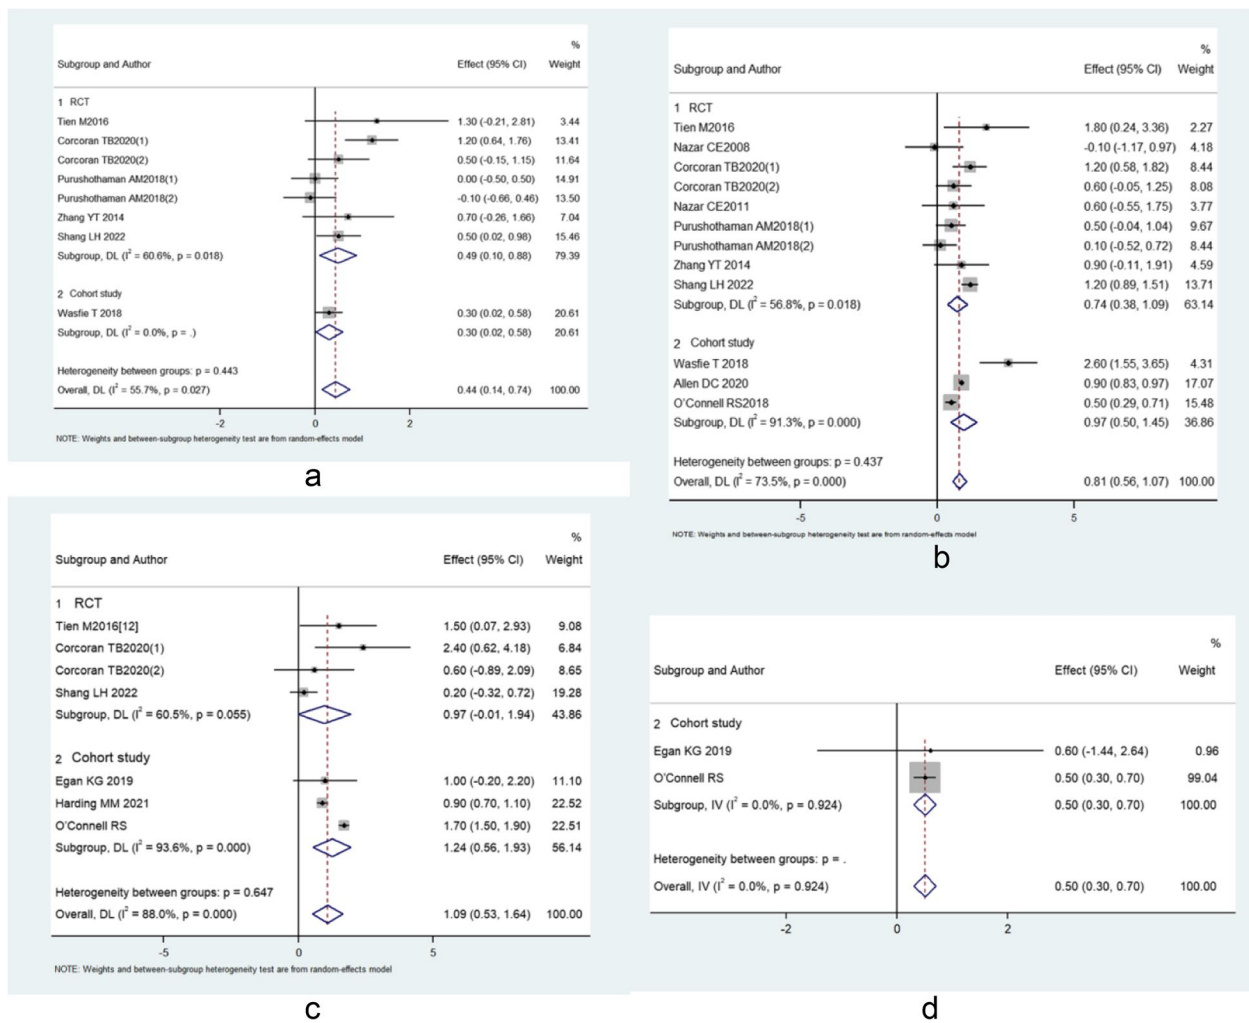 %
Subgroup and Author Effect (95% CI) Weight
1 RCT
Tien M2016 1.30 (-0.21, 2.81) 3.44
Corcoran TB2020(1) 1.20 (0.64, 1.76) 13.41
Corcoran TB2020(2) 0.50 (-0.15, 1.15) 11.64
Purushothaman AM2018(1) 0.00 (-0.50, 0.50) 14.91
Purushothaman AM2018(2) -0.10 (-0.66, 0.46) 13.50
Zhang YT 2014 0.70 (-0.26, 1.66) 7.04
Shang LH 2022 0.50 (0.02, 0.98) 15.46
Subgroup, DL (I² = 60.6%, p = 0.018) 0.49 (0.10, 0.88) 79.39
2 Cohort study
Wasfie T 2018 0.30 (0.02, 0.58) 20.61
Subgroup, DL (I² = 0.0%, p = .) 0.30 (0.02, 0.58) 20.61
Heterogeneity between groups: p = 0.443
Overall, DL (I² = 55.7%, p = 0.027) 0.44 (0.14, 0.74) 100.00
-2 0 2
NOTE: Weights and between-subgroup heterogeneity test are from random-effects model
a
%
Subgroup and Author Effect (95% CI) Weight
1 RCT
Tien M2016 1.80 (0.24, 3.36) 2.27
Nazar CE2008 -0.10 (-1.17, 0.97) 4.18
Corcoran TB2020(1) 1.20 (0.58, 1.82) 8.44
Corcoran TB2020(2) 0.60 (-0.05, 1.25) 8.08
Nazar CE2011 0.60 (-0.55, 1.75) 3.77
Purushothaman AM2018(1) 0.50 (-0.04, 1.04) 9.67
Purushothaman AM2018(2) 0.10 (-0.52, 0.72) 8.44
Zhang YT 2014 0.90 (-0.11, 1.91) 4.59
Shang LH 2022 1.20 (0.89, 1.51) 13.71
Subgroup, DL (I² = 56.8%, p = 0.018) 0.74 (0.38, 1.09) 63.14
2 Cohort study
Wasfie T 2018 2.60 (1.55, 3.65) 4.31
Allen DC 2020 0.90 (0.83, 0.97) 17.07
O'Connell RS2018 0.50 (0.29, 0.71) 15.48
Subgroup, DL (I² = 91.3%, p = 0.000) 0.97 (0.50, 1.45) 36.86
Heterogeneity between groups: p = 0.437
Overall, DL (I² = 73.5%, p = 0.000) 0.81 (0.56, 1.07) 100.00
-5 0 5
NOTE: Weights and between-subgroup heterogeneity test are from random-effects model
b
%
Subgroup and Author Effect (95% CI) Weight
1 RCT
Tien M2016[12] 1.50 (0.07, 2.93) 9.08
Corcoran TB2020(1) 2.40 (0.62, 4.18) 6.84
Corcoran TB2020(2) 0.60 (-0.89, 2.09) 8.65
Shang LH 2022 0.20 (-0.32, 0.72) 19.28
Subgroup, DL (I² = 60.5%, p = 0.055) 0.97 (-0.01, 1.94) 43.86
2 Cohort study
Egan KG 2019 1.00 (-0.20, 2.20) 11.10
Harding MM 2021 0.90 (0.70, 1.10) 22.52
O'Connell RS 1.70 (1.50, 1.90) 22.51
Subgroup, DL (I² = 93.6%, p = 0.000) 1.24 (0.56, 1.93) 56.14
Heterogeneity between groups: p = 0.647
Overall, DL (I² = 88.0%, p = 0.000) 1.09 (0.53, 1.64) 100.00
-5 0 5
NOTE: Weights and between-subgroup heterogeneity test are from random-effects model
c
%
Subgroup and Author Effect (95% CI) Weight
2 Cohort study
Egan KG 2019 0.60 (-1.44, 2.64) 0.96
O'Connell RS 0.50 (0.30, 0.70) 99.04
Subgroup, IV (I² = 0.0%, p = 0.924) 0.50 (0.30, 0.70) 100.00
Heterogeneity between groups: p = .
Overall, IV (I² = 0.0%, p = 0.924) 0.50 (0.30, 0.70) 100.00
-2 0 2
d